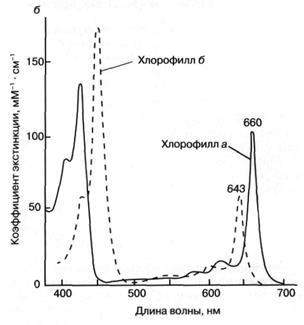 б
150
100
50
0
Коэффициент экстинкции, мМ⁻¹ · см⁻¹
Хлорофилл б
660
Хлорофилл а
643
400 500 600 700
Длина волны, нм